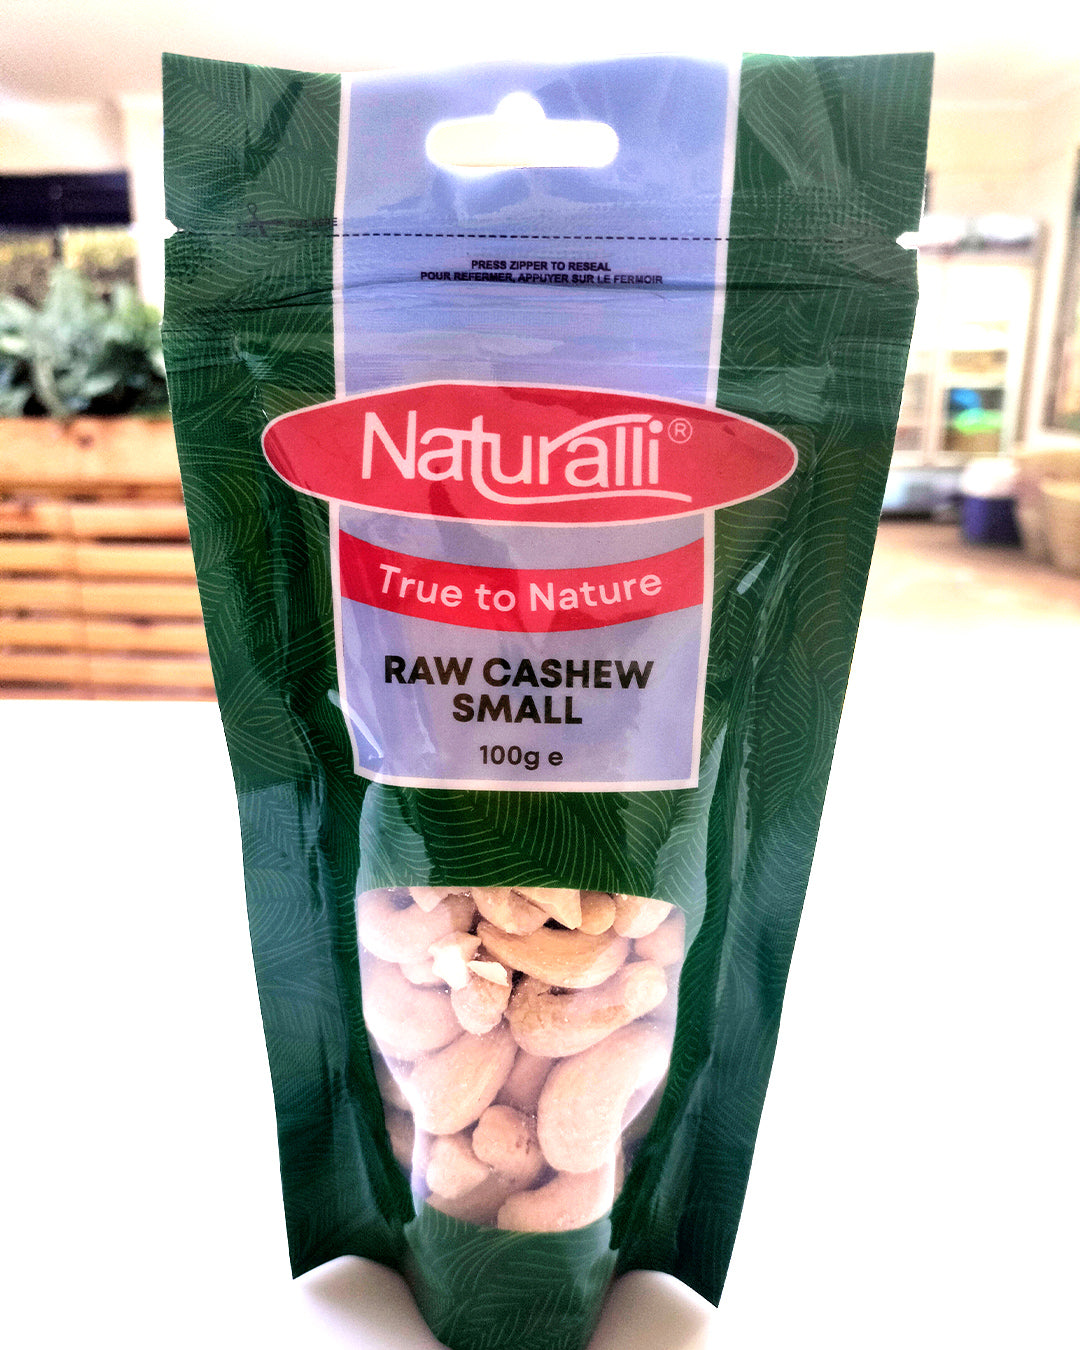 PRESS ZIPPER TO RESEAL
POUR REFERMER, APPUYER SUR LE FERMOIR
Naturalli®
True to Nature
RAW CASHEW
SMALL
100g e